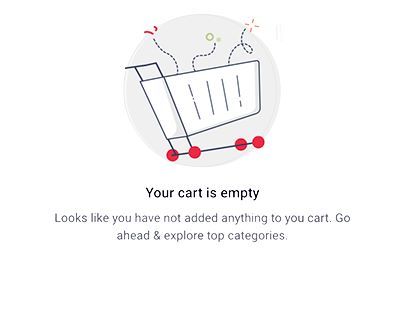 Your cart is empty
Looks like you have not added anything to you cart. Go
ahead & explore top categories.